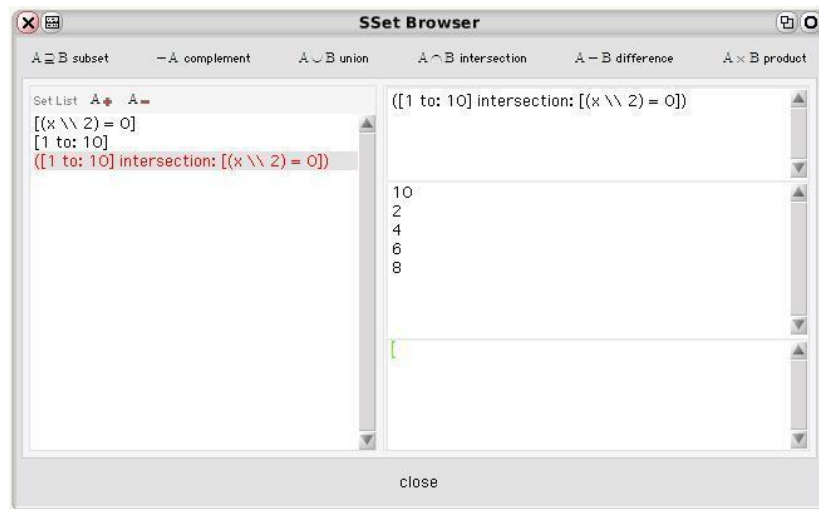 SSet Browser
A ⊇ B subset −A complement A ∪ B union A ∩ B intersection A − B difference A × B product
Set List A+ A−
[(x \\ 2) = 0]
[1 to: 10]
([1 to: 10] intersection: [(x \\ 2) = 0])
([1 to: 10] intersection: [(x \\ 2) = 0])
10
2
4
6
8
[
close